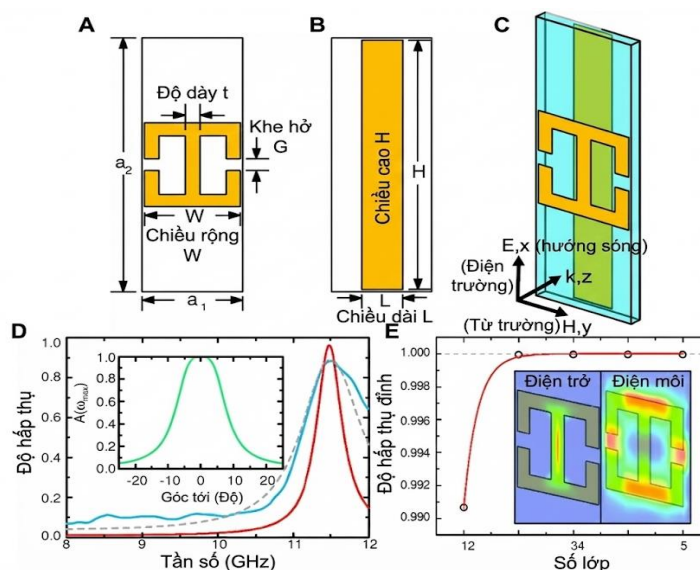 A
B
C
Độ dày t
Khe hở
G
a2
W
Chiều rộng
W
a1
Chiều cao H
H
L
Chiều dài L
E,x (hướng sóng)
(Điện
trường)
k,z
(Từ trường) H,y
D
Độ hấp thụ
1.0
0.8
0.6
0.4
0.2
0.0
8
9
10
11
12
Tần số (GHz)
A(ωmax)
1.0
0.8
0.6
0.4
0.2
0.0
-20
-10
0
10
20
Góc tới (Độ)
E
Độ hấp thụ đỉnh
1.000
0.998
0.996
0.994
0.992
0.990
Điện trở
Điện môi
12
34
5
Số lớp